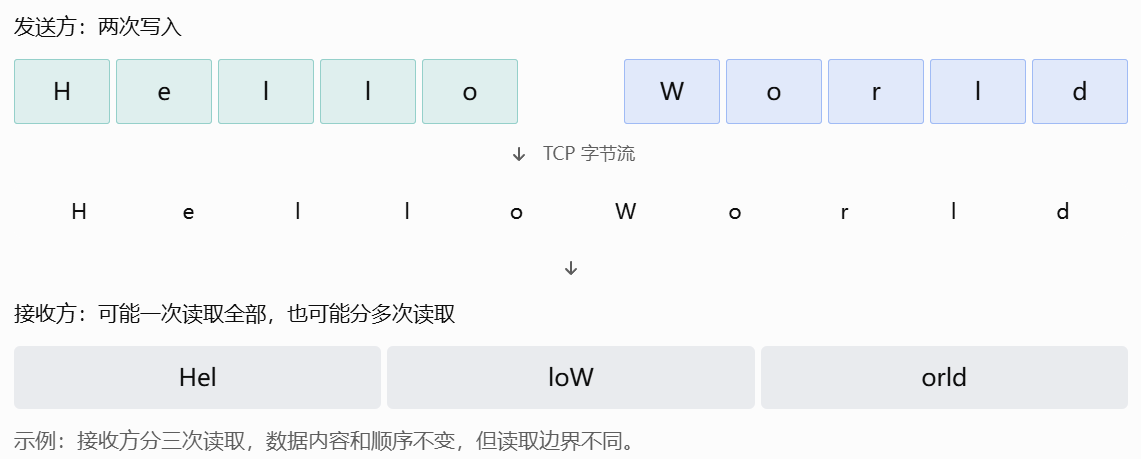 发送方：两次写入
H e l l o W o r l d
↓ TCP 字节流
H e l l o W o r l d
↓
接收方：可能一次读取全部，也可能分多次读取
Hel loW orld
示例：接收方分三次读取，数据内容和顺序不变，但读取边界不同。